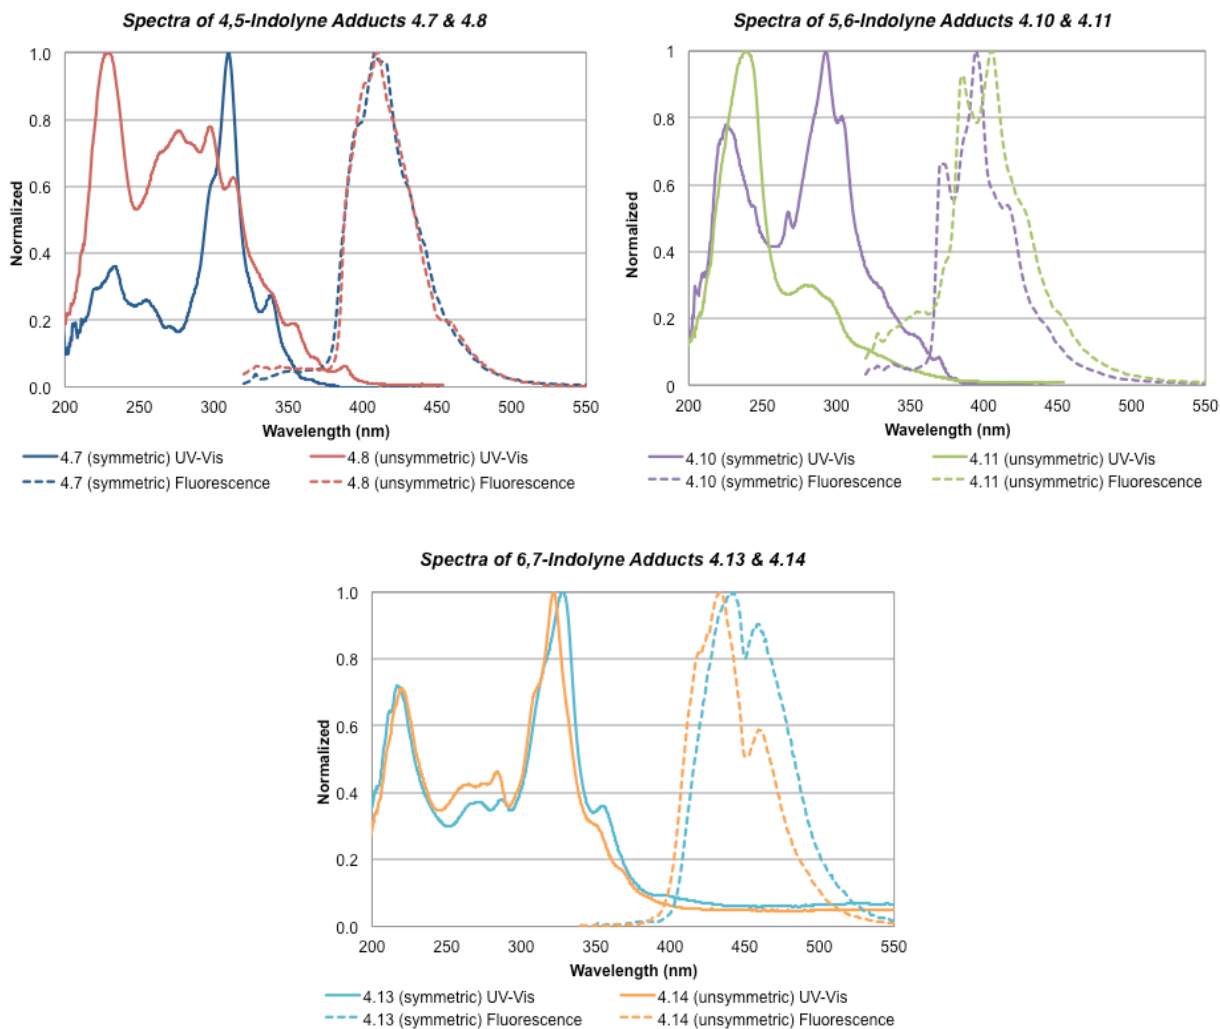 Spectra of 4,5-Indolyne Adducts 4.7 & 4.8
1.0
0.8
0.6
0.4
0.2
0.0
Normalized
200 250 300 350 400 450 500 550
Wavelength (nm)
4.7 (symmetric) UV-Vis 4.8 (unsymmetric) UV-Vis
4.7 (symmetric) Fluorescence 4.8 (unsymmetric) Fluorescence
Spectra of 5,6-Indolyne Adducts 4.10 & 4.11
1
0.8
0.6
0.4
0.2
0
Normalized
200 250 300 350 400 450 500 550
Wavelength (nm)
4.10 (symmetric) UV-Vis 4.11 (unsymmetric) UV-Vis
4.10 (symmetric) Fluorescence 4.11 (unsymmetric) Fluorescence
Spectra of 6,7-Indolyne Adducts 4.13 & 4.14
1.0
0.8
0.6
0.4
0.2
0.0
Normalized
200 250 300 350 400 450 500 550
Wavelength (nm)
4.13 (symmetric) UV-Vis 4.14 (unsymmetric) UV-Vis
4.13 (symmetric) Fluorescence 4.14 (unsymmetric) Fluorescence